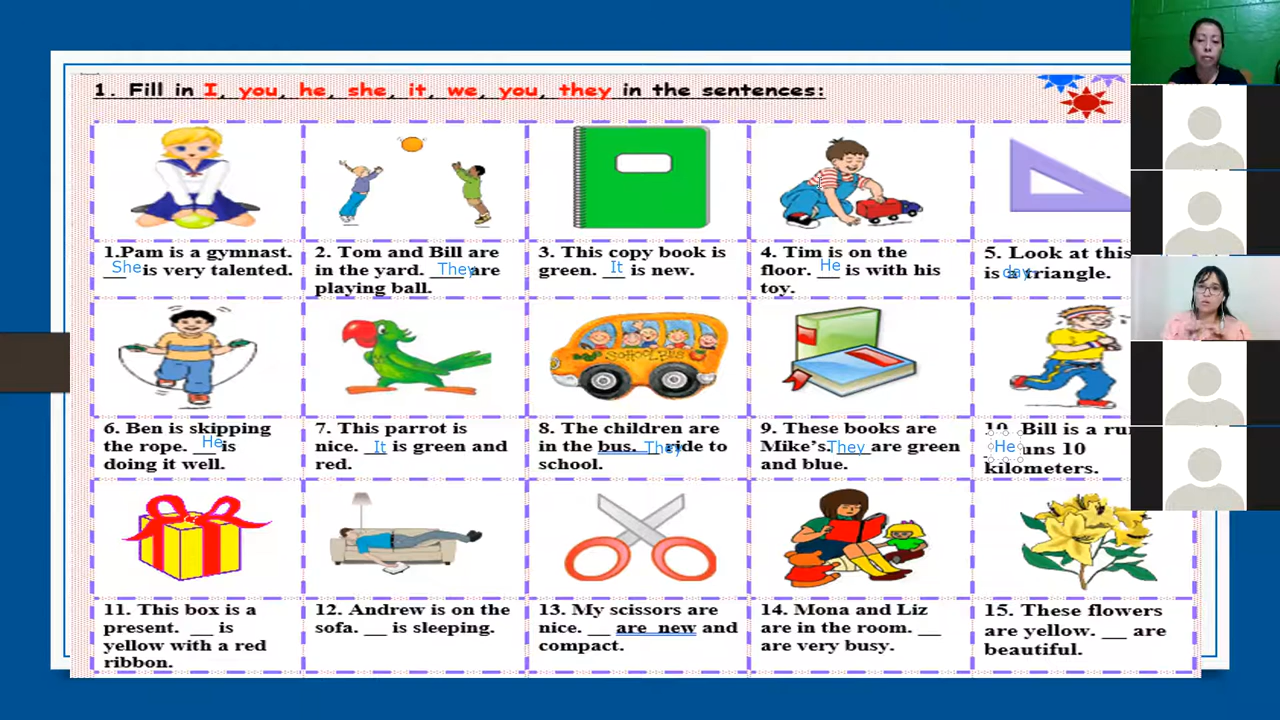 1. Fill in I, you, he, she, it, we, you, they in the sentences:
1.Pam is a gymnast.
She is very talented.
2. Tom and Bill are
in the yard. They are
playing ball.
3. This copy book is
green. It is new.
4. Tim is on the
floor. He is with his
toy.
5. Look at this
is a triangle.
SCHOOL BUS
6. Ben is skipping
the rope. He is
doing it well.
7. This parrot is
nice. It is green and
red.
8. The children are
in the bus. They ride to
school.
9. These books are
Mike's. They are green
and blue.
10. Bill is a
He
10
kilometers.
11. This box is a
present. __ is
yellow with a red
ribbon.
12. Andrew is on the
sofa. __ is sleeping.
13. My scissors are
nice. __ are new and
compact.
14. Mona and Liz
are in the room. __
are very busy.
15. These flowers
are yellow. __ are
beautiful.